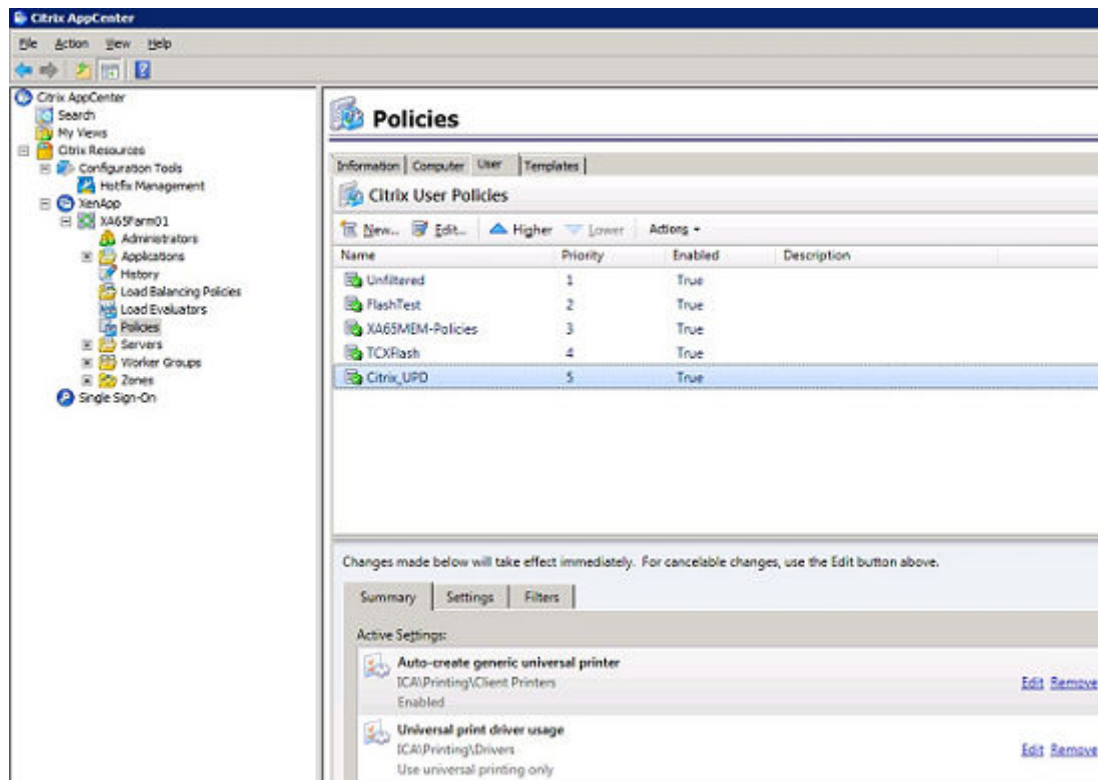 Citrix AppCenter
File Action View Help
Citrix AppCenter
Search
My Views
Citrix Resources
Configuration Tools
Hotfix Management
XenApp
XA65Farm01
Administrators
Applications
History
Load Balancing Policies
Load Evaluators
Policies
Servers
Worker Groups
Zones
Single Sign-On
Policies
Information Computer User Templates
Citrix User Policies
New... Edit... Higher Lower Actions
Name Priority Enabled Description
Unfiltered 1 True
FlashTest 2 True
XA65MEM-Policies 3 True
TCXFlash 4 True
Citrix_UPD 5 True
Changes made below will take effect immediately. For cancelable changes, use the Edit button above.
Summary Settings Filters
Active Settings:
Auto-create generic universal printer
ICA\Printing\Client Printers
Edit Remove
Enabled
Universal print driver usage
ICA\Printing\Drivers
Edit Remove
Use universal printing only